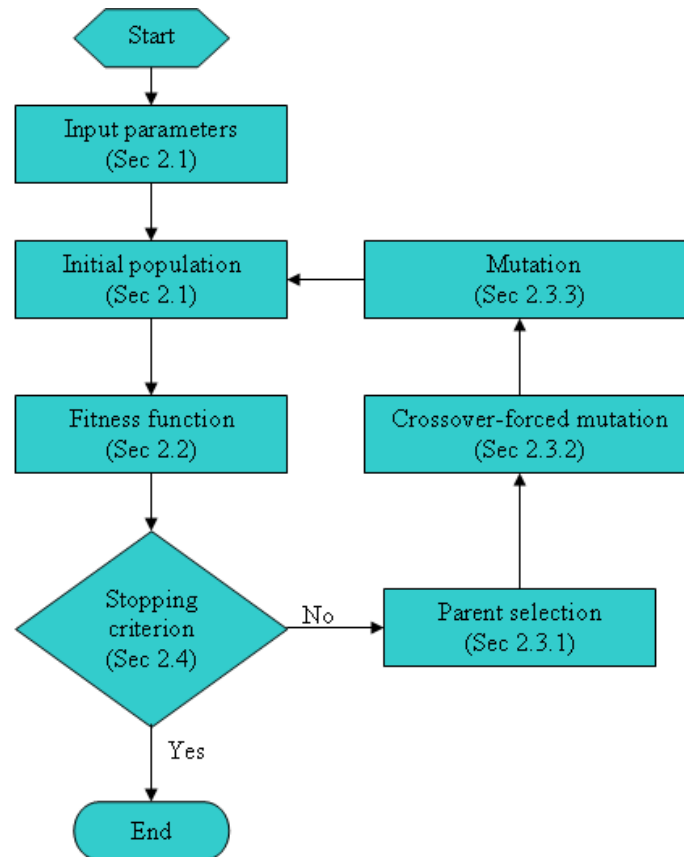 Start
Input parameters
(Sec 2.1)
Initial population
(Sec 2.1)
Mutation
(Sec 2.3.3)
Fitness function
(Sec 2.2)
Crossover-forced mutation
(Sec 2.3.2)
Stopping
criterion
(Sec 2.4)
No
Parent selection
(Sec 2.3.1)
Yes
End